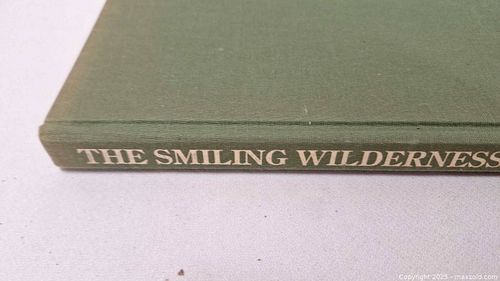 THE SMILING WILDERNESS
Copyright 2025 - maxsold.com